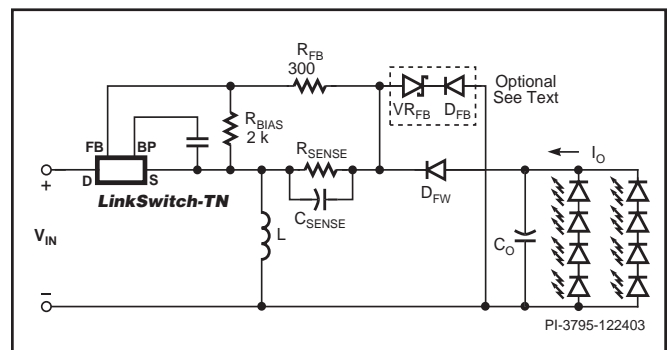 R_FB
300
Optional
See Text
VR_FB
D_FB
R_BIAS
2 k
FB
BP
D
S
LinkSwitch-TN
+
R_SENSE
C_SENSE
D_FW
I_O
V_IN
L
C_O
−
PI-3795-122403